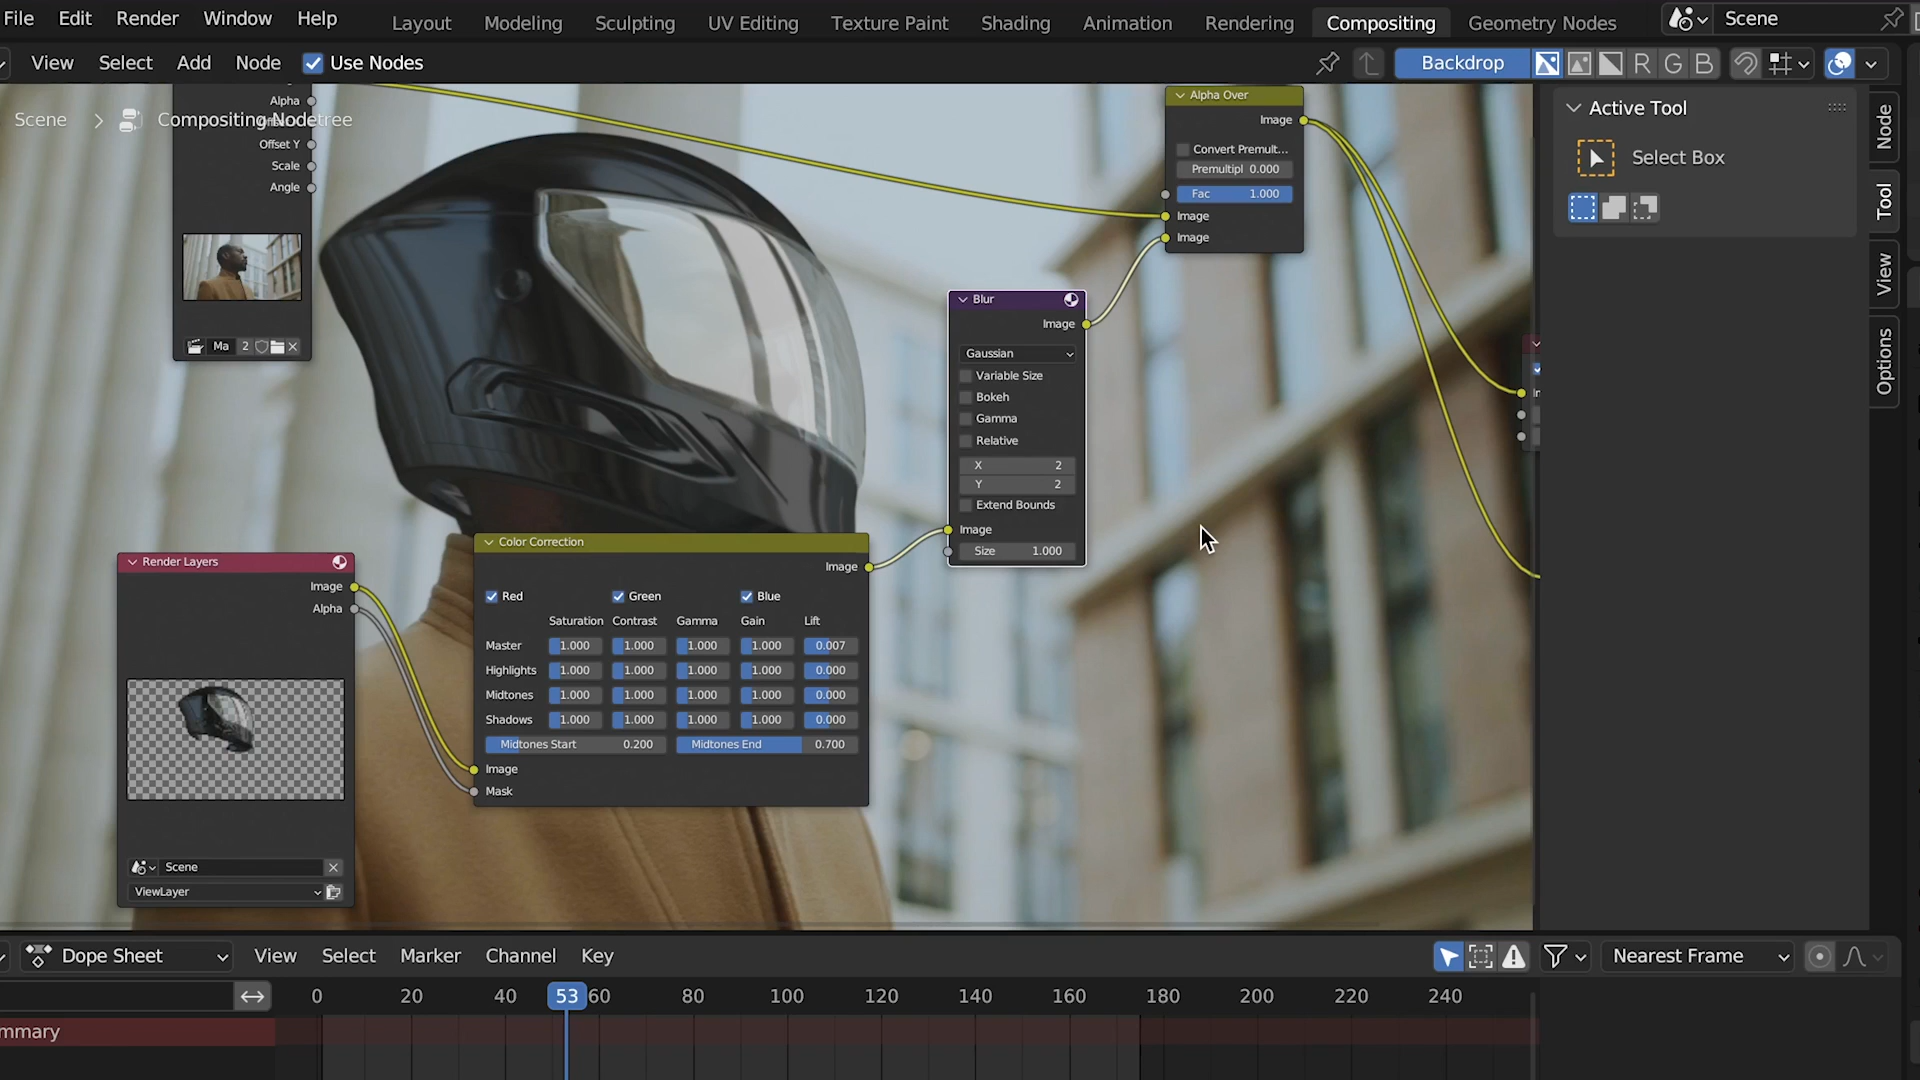 File Edit Render Window Help Layout Modeling Sculpting UV Editing Texture Paint Shading Animation Rendering Compositing Geometry Nodes Scene
View Select Add Node Use Nodes Backdrop R G B
Scene > Compositing Nodetree
Alpha
Offset Y
Scale
Angle
Ma 2
Alpha Over
Image
Convert Premult...
Premultipl 0.000
Fac 1.000
Image
Image
Blur
Image
Gaussian
Variable Size
Bokeh
Gamma
Relative
X 2
Y 2
Extend Bounds
Image
Size 1.000
Active Tool
Select Box
Node
Tool
View
Options
Render Layers
Image
Alpha
Scene
ViewLayer
Color Correction
Image
Red Green Blue
Saturation Contrast Gamma Gain Lift
Master 1.000 1.000 1.000 1.000 0.007
Highlights 1.000 1.000 1.000 1.000 0.000
Midtones 1.000 1.000 1.000 1.000 0.000
Shadows 1.000 1.000 1.000 1.000 0.000
Midtones Start 0.200 Midtones End 0.700
Image
Mask
Dope Sheet View Select Marker Channel Key Nearest Frame
0 20 40 53 60 80 100 120 140 160 180 200 220 240
mmary